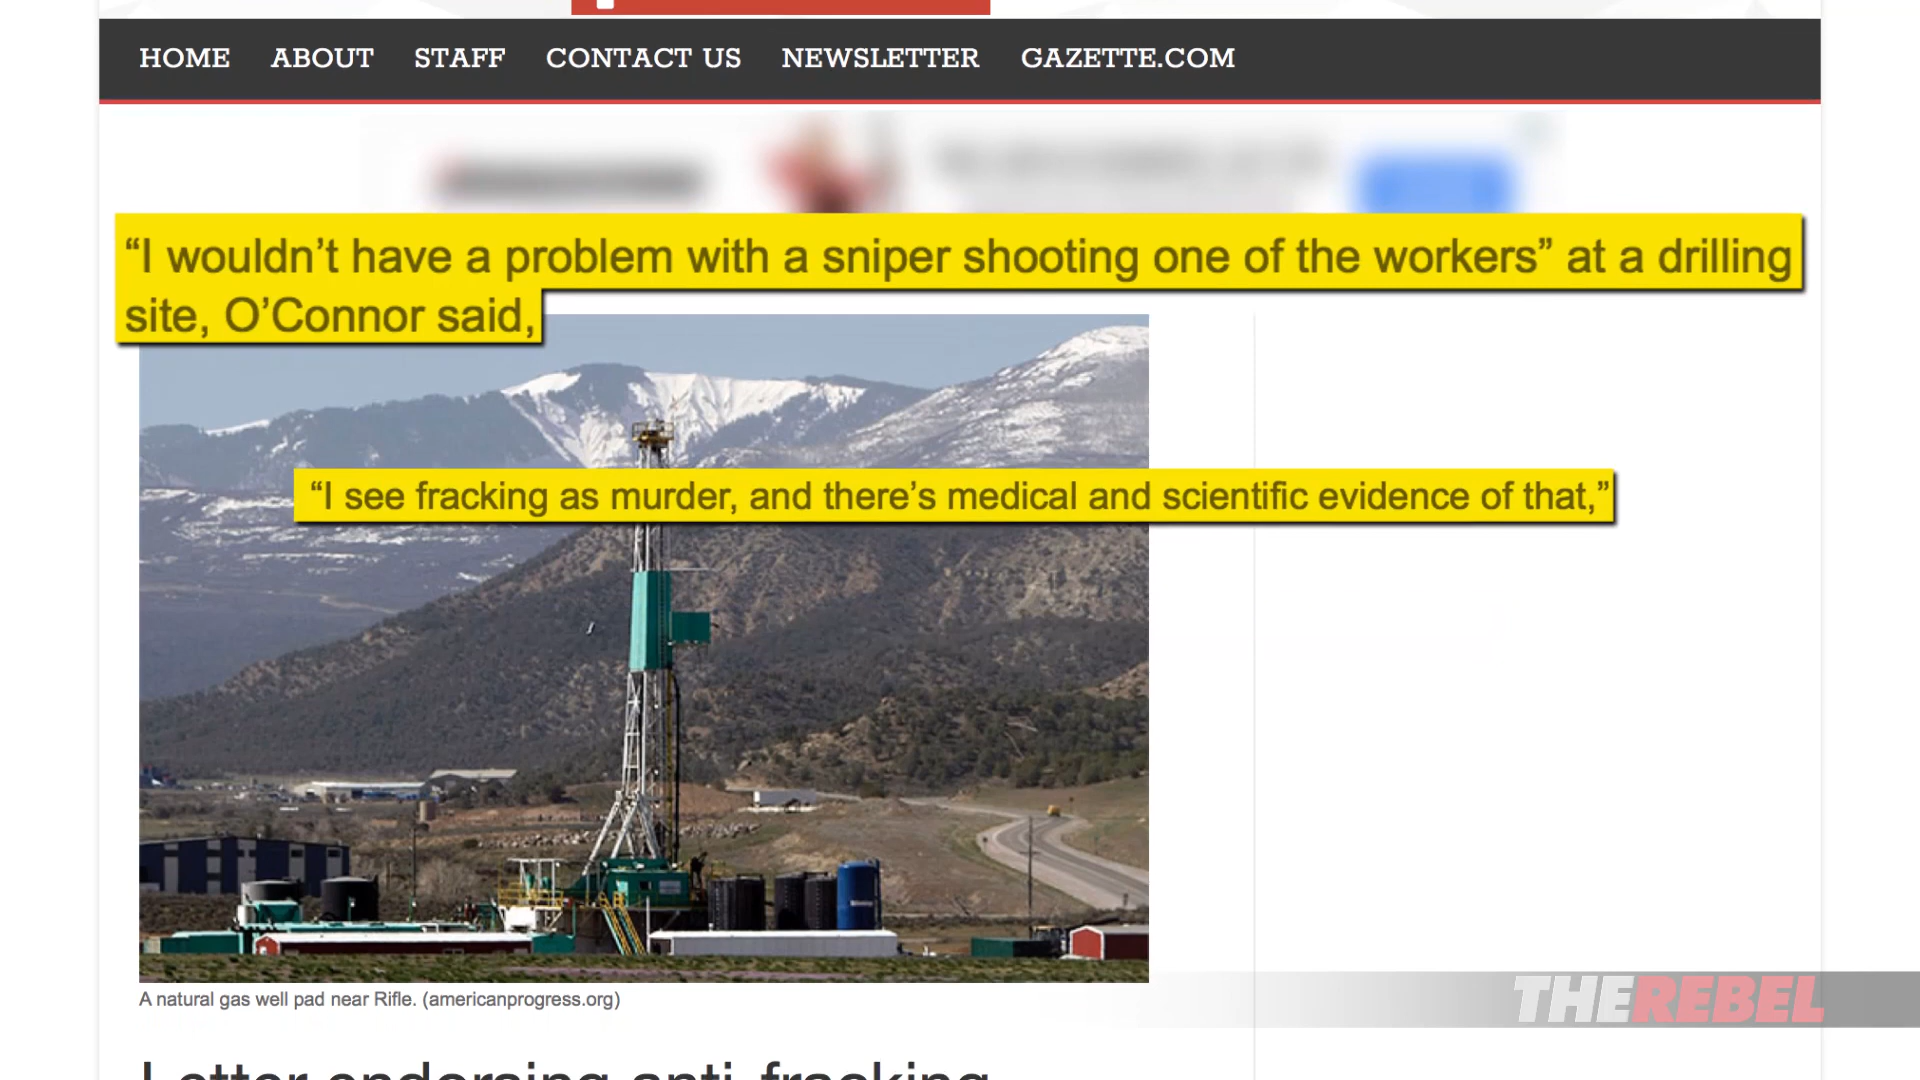 HOME ABOUT STAFF CONTACT US NEWSLETTER GAZETTE.COM
“I wouldn’t have a problem with a sniper shooting one of the workers” at a drilling
site, O’Connor said,
“I see fracking as murder, and there’s medical and scientific evidence of that,”
A natural gas well pad near Rifle. (americanprogress.org)
THEREBEL
Letter endorsing anti-fracking